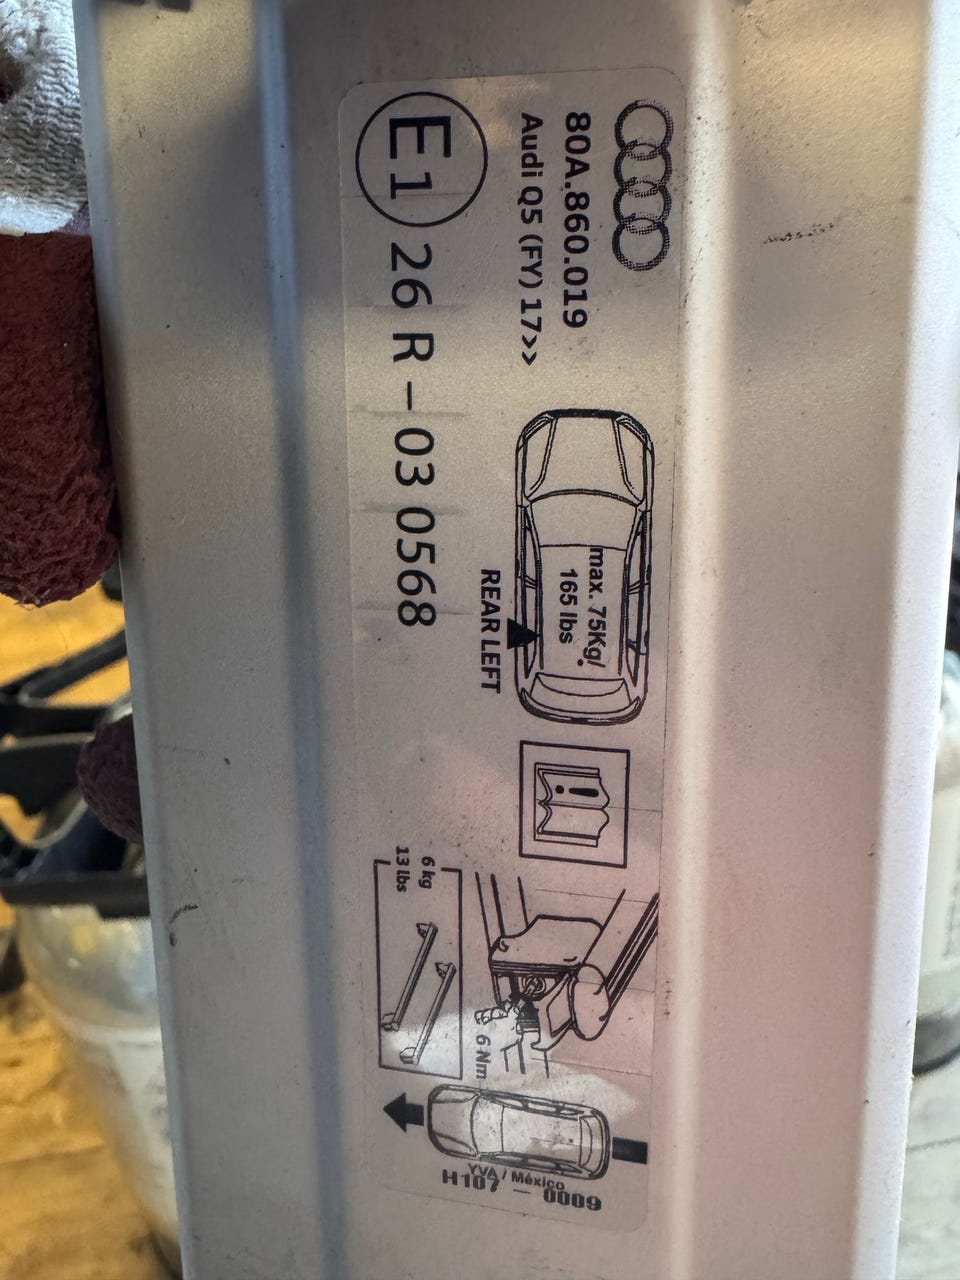 80A.860.019
Audi Q5 (FY) 17>>
E1 26 R - 03 0568
max. 75Kg/
165 lbs
REAR LEFT
6 kg
13 lbs
6 Nm
YVA / México
H107 - 0009